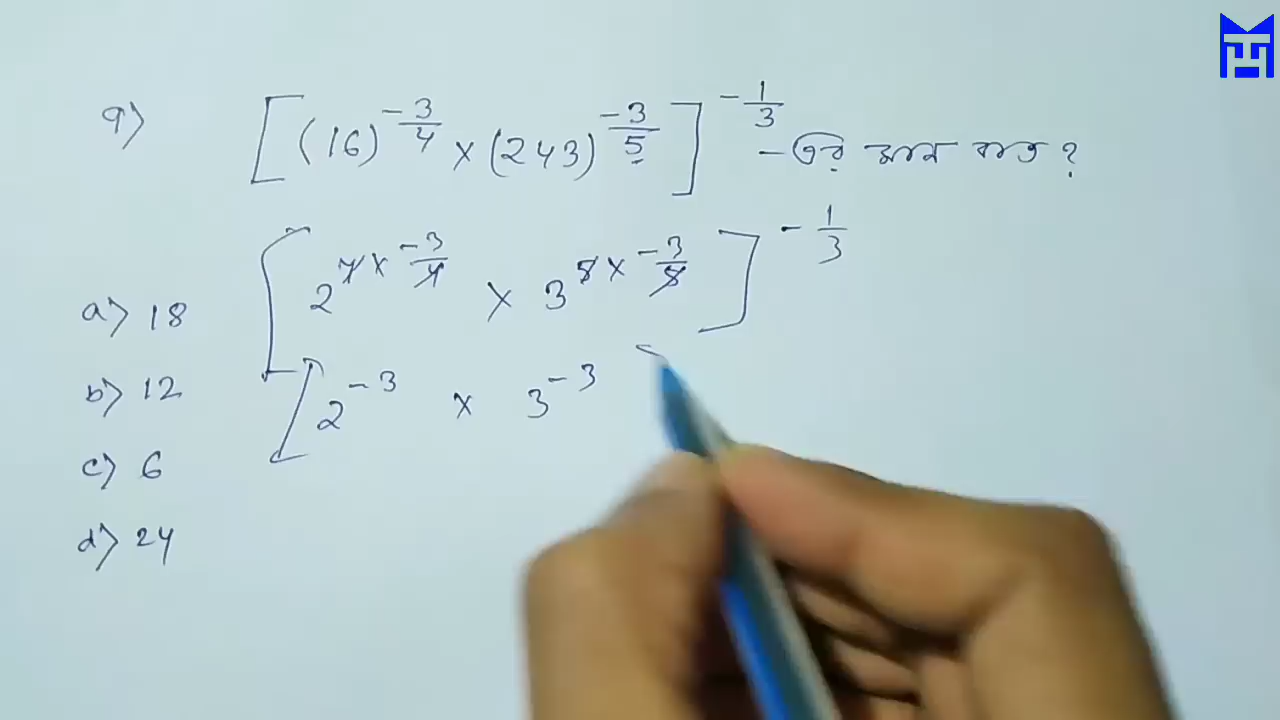 9) [(16)^{-3/4} × (243)^{-3/5}]^{-1/3} -এর মান কত ?
[2^{4×-3/4} × 3^{5×-3/5}]^{-1/3}
a) 18
[2^{-3} × 3^{-3}
b) 12
c) 6
d) 24